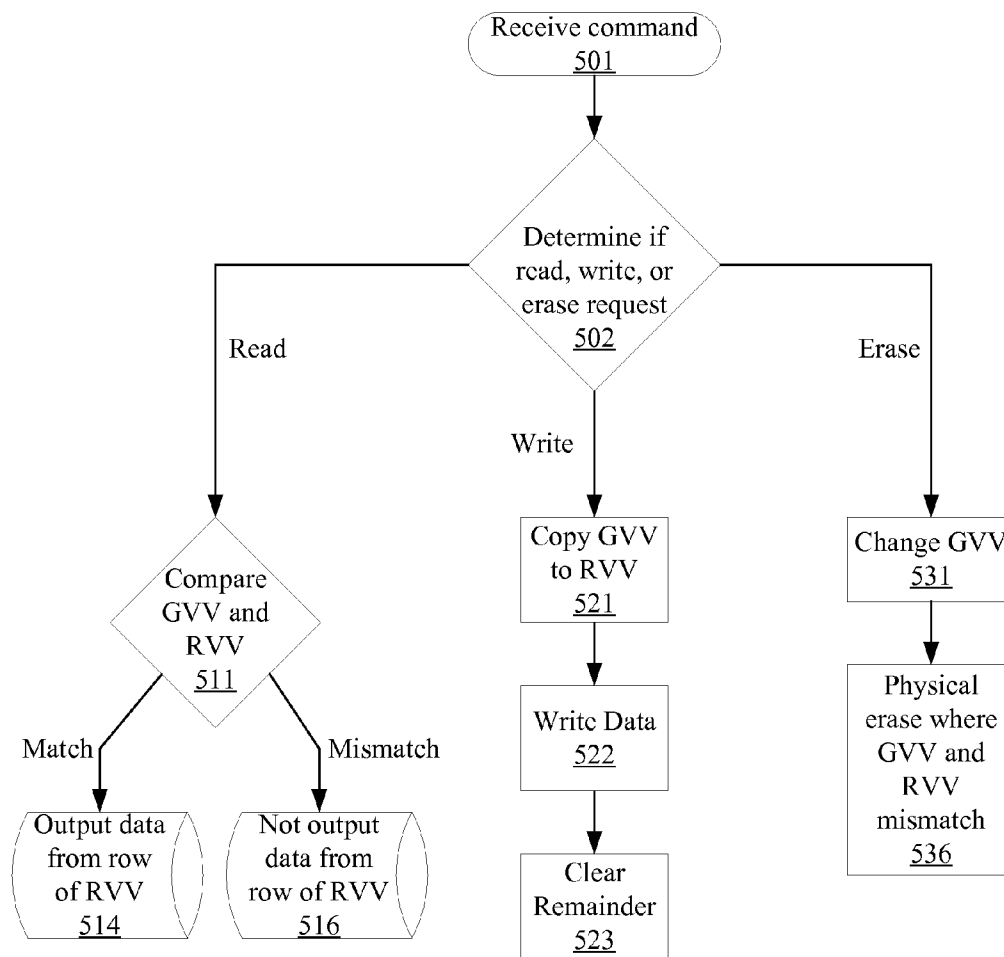 Receive command
501
Determine if
read, write, or
erase request
502
Read
Write
Erase
Compare
GVV and
RVV
511
Match
Mismatch
Output data
from row
of RVV
514
Not output
data from
row of RVV
516
Copy GVV
to RVV
521
Write Data
522
Clear
Remainder
523
Change GVV
531
Physical
erase where
GVV and
RVV
mismatch
536